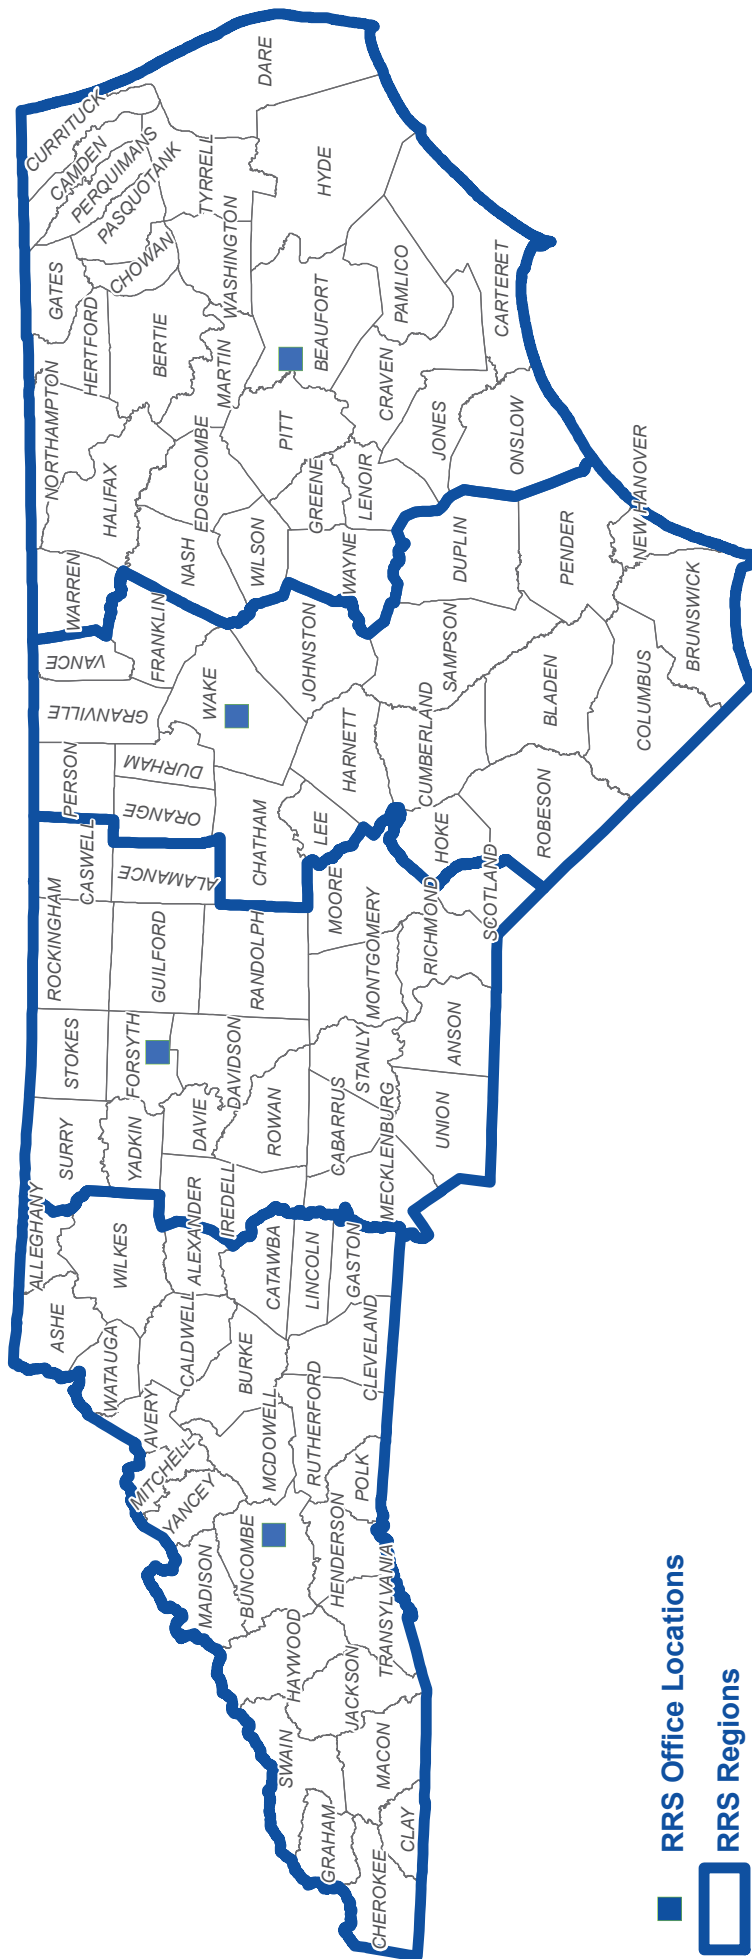 CHEROKEE
GRAHAM
CLAY
SWAIN
MACON
JACKSON
HAYWOOD
TRANSYLVANIA
MADISON
BUNCOMBE
HENDERSON
YANCEY
MITCHELL
MCDOWELL
RUTHERFORD
POLK
AVERY
WATAUGA
CALDWELL
BURKE
CLEVELAND
ASHE
ALLEGHANY
WILKES
ALEXANDER
CATAWBA
LINCOLN
GASTON
SURRY
YADKIN
IREDELL
DAVIE
ROWAN
CABARRUS
MECKLENBURG
STOKES
FORSYTH
DAVIDSON
STANLY
UNION
ANSON
ROCKINGHAM
GUILFORD
RANDOLPH
MONTGOMERY
RICHMOND
CASWELL
ALAMANCE
MOORE
SCOTLAND
PERSON
ORANGE
DURHAM
CHATHAM
LEE
HOKE
ROBESON
GRANVILLE
VANCE
FRANKLIN
WAKE
JOHNSTON
HARNETT
CUMBERLAND
SAMPSON
BLADEN
COLUMBUS
BRUNSWICK
WARREN
NASH
WILSON
WAYNE
DUPLIN
PENDER
NEW HANOVER
NORTHAMPTON
HALIFAX
EDGECOMBE
GREENE
LENOIR
JONES
ONSLOW
HERTFORD
BERTIE
MARTIN
PITT
CRAVEN
GATES
CHOWAN
WASHINGTON
BEAUFORT
PAMLICO
CARTERET
CURRITUCK
CAMDEN
PERQUIMANS
PASQUOTANK
TYRRELL
HYDE
DARE
RRS Office Locations
RRS Regions